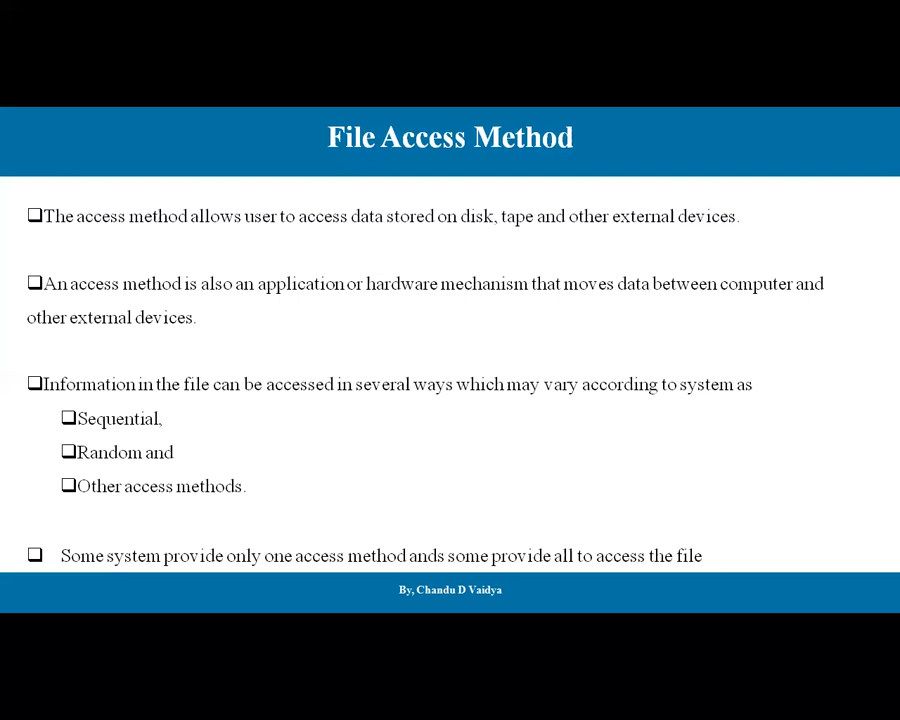 File Access Method
❑The access method allows user to access data stored on disk, tape and other external devices.
❑An access method is also an application or hardware mechanism that moves data between computer and
other external devices.
❑Information in the file can be accessed in several ways which may vary according to system as
❑Sequential,
❑Random and
❑Other access methods.
❑ Some system provide only one access method ands some provide all to access the file
By, Chandu D Vaidya